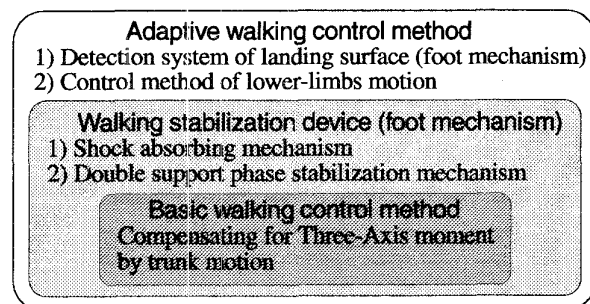 Adaptive walking control method
1) Detection system of landing surface (foot mechanism)
2) Control method of lower-limbs motion
Walking stabilization device (foot mechanism)
1) Shock absorbing mechanism
2) Double support phase stabilization mechanism
Basic walking control method
Compensating for Three-Axis moment
by trunk motion